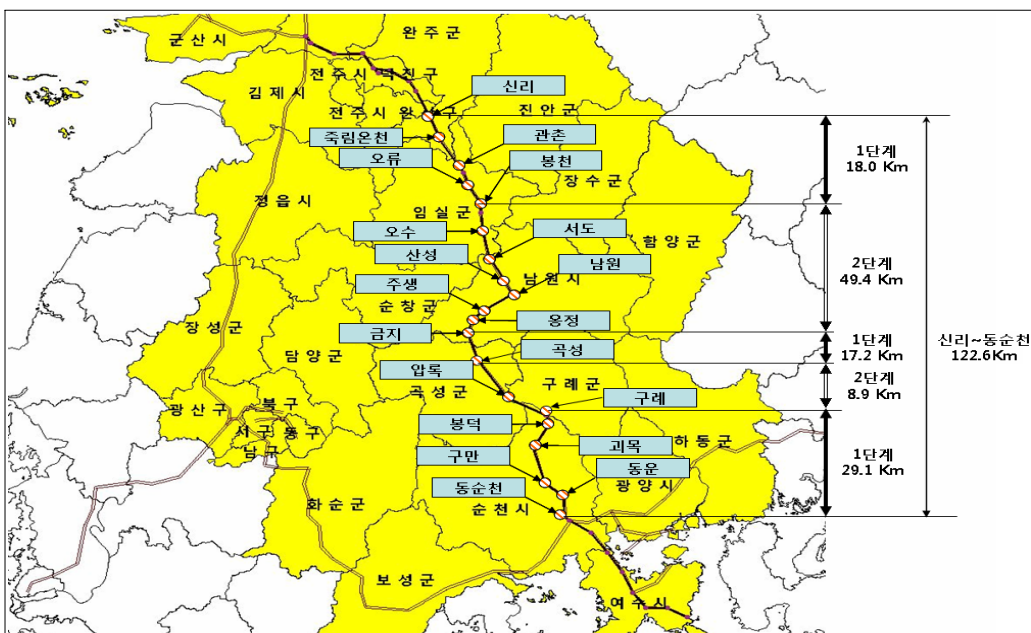 군산시
완주군
전주시 덕진구
김제시
신리
전주시 완산구
진안군
죽림온천
관촌
오류
봉천
장수군
1단계
18.0 Km
정읍시
임실군
오수
서도
함양군
산성
남원
2단계
49.4 Km
남원시
주생
순창군
옹정
장성군
금지
곡성
1단계
17.2 Km
신리~동순천
122.6Km
담양군
압록
곡성군
구례군
2단계
8.9 Km
구례
광산구
북구
서구
동구
남구
봉덕
괴목
하동군
구만
동운
1단계
29.1 Km
광양시
동순천
순천시
화순군
보성군
여수시